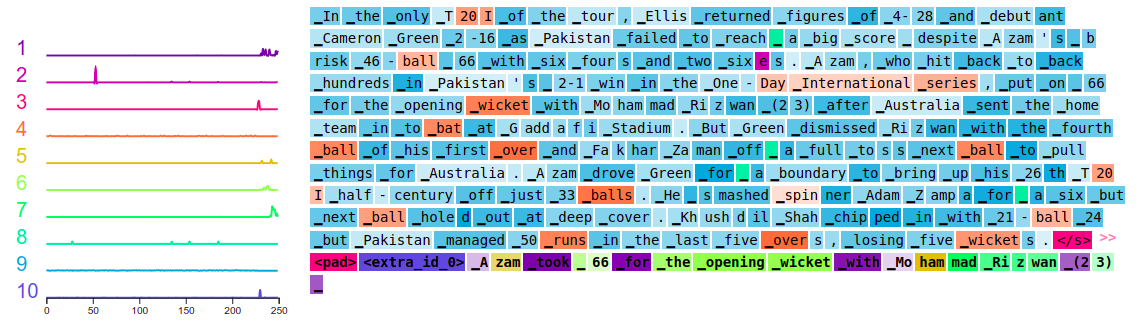 _In _the _only _T 20 I _of _the _tour , _Ellis _returned _figures _of _4- 28 _and _debut ant
1 _Cameron _Green _2 -16 _as _Pakistan _failed _to _reach _ a _big _score _ despite _A zam ' s _ b
2 risk _46 - ball _ 66 _with _six _four s _and _two _six e s . _A zam , _who _hit _back _to _back
3 _hundreds _in _Pakistan ' s _ 2-1 _win _in _the _One - Day _International _series , _put _on _ 66
_for _the _opening _wicket _with _Mo ham mad _Ri z wan _(2 3) _after _Australia _sent _the _home
4 _team _in _to _bat _at _G add a f i _Stadium . _But _Green _dismissed _Ri z wan _with _the _fourth
5 _ball _of _his _first _over _and _Fa k har _Za man _off _ a _full _to s s _next _ball _to _pull
_things _for _Australia . _A zam _drove _Green _for _ a _boundary _to _bring _up _his _26 th _T 20
6 I _half - century _off _just _33 _balls . _He _ s mashed _spin ner _Adam _Z amp a _for _ a _six _but
7 _next _ball _hole d _out _at _deep _cover . _Kh ush d il _Shah _chip ped _in _with _21 - ball _24
8 _but _Pakistan _managed _50 _runs _in _the _last _five _over s , _losing _five _wicket s . </s> >>
9 <pad> <extra_id_0> _A zam _took _ 66 _for _the _opening _wicket _with _Mo ham mad _Ri z wan _(2 3)
10 _
0 50 100 150 200 250